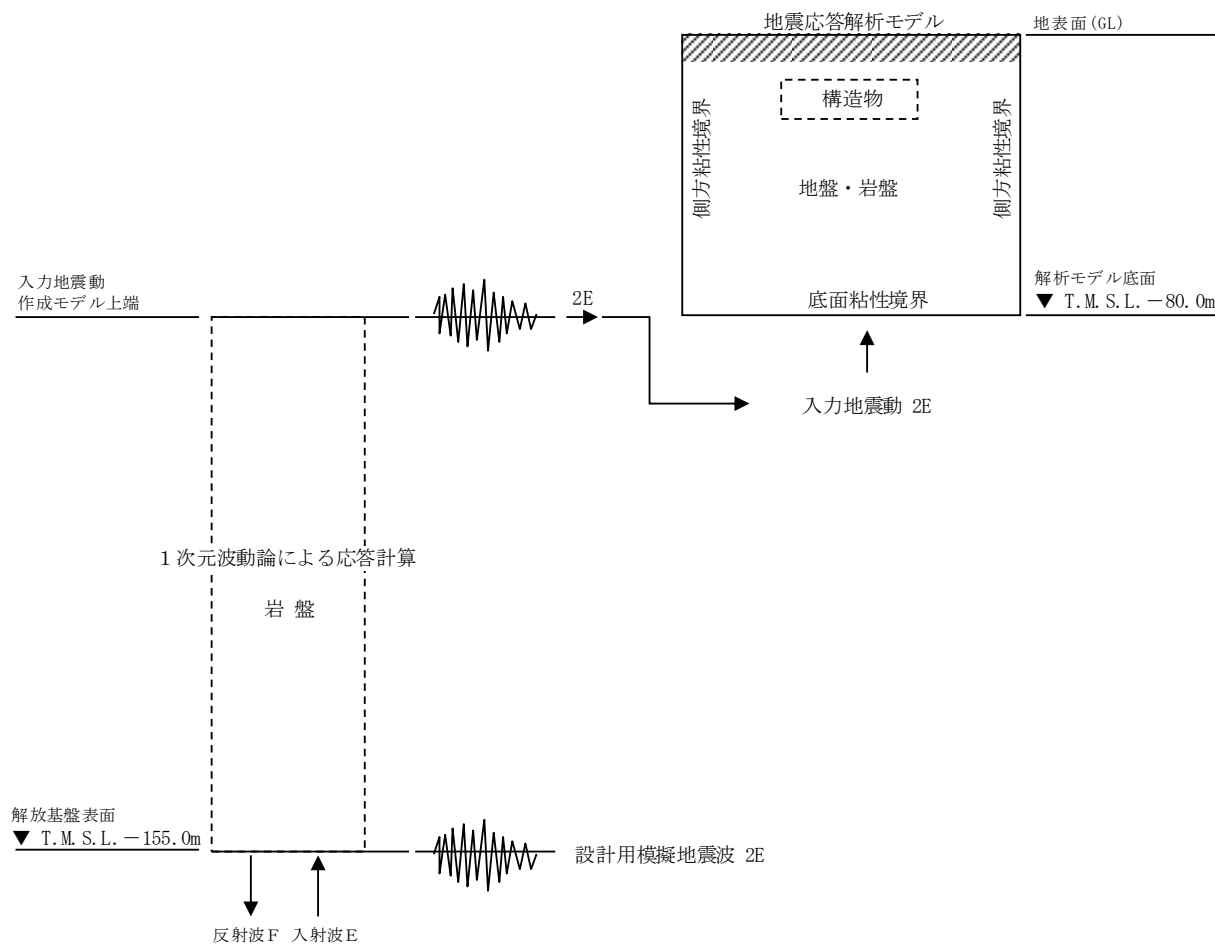 地震応答解析モデル
地表面(GL)
構造物
側方粘性境界
側方粘性境界
地盤・岩盤
入力地震動
作成モデル上端
2E
底面粘性境界
解析モデル底面
▼ T.M.S.L.－80.0m
入力地震動 2E
1次元波動論による応答計算
岩 盤
解放基盤表面
▼ T.M.S.L.－155.0m
設計用模擬地震波 2E
反射波F 入射波E